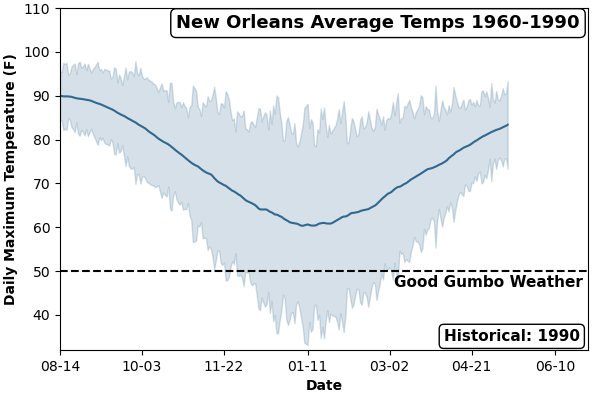 New Orleans Average Temps 1960-1990
Daily Maximum Temperature (F)
110
100
90
80
70
60
50
40
Good Gumbo Weather
Historical: 1990
08-14 10-03 11-22 01-11 03-02 04-21 06-10
Date